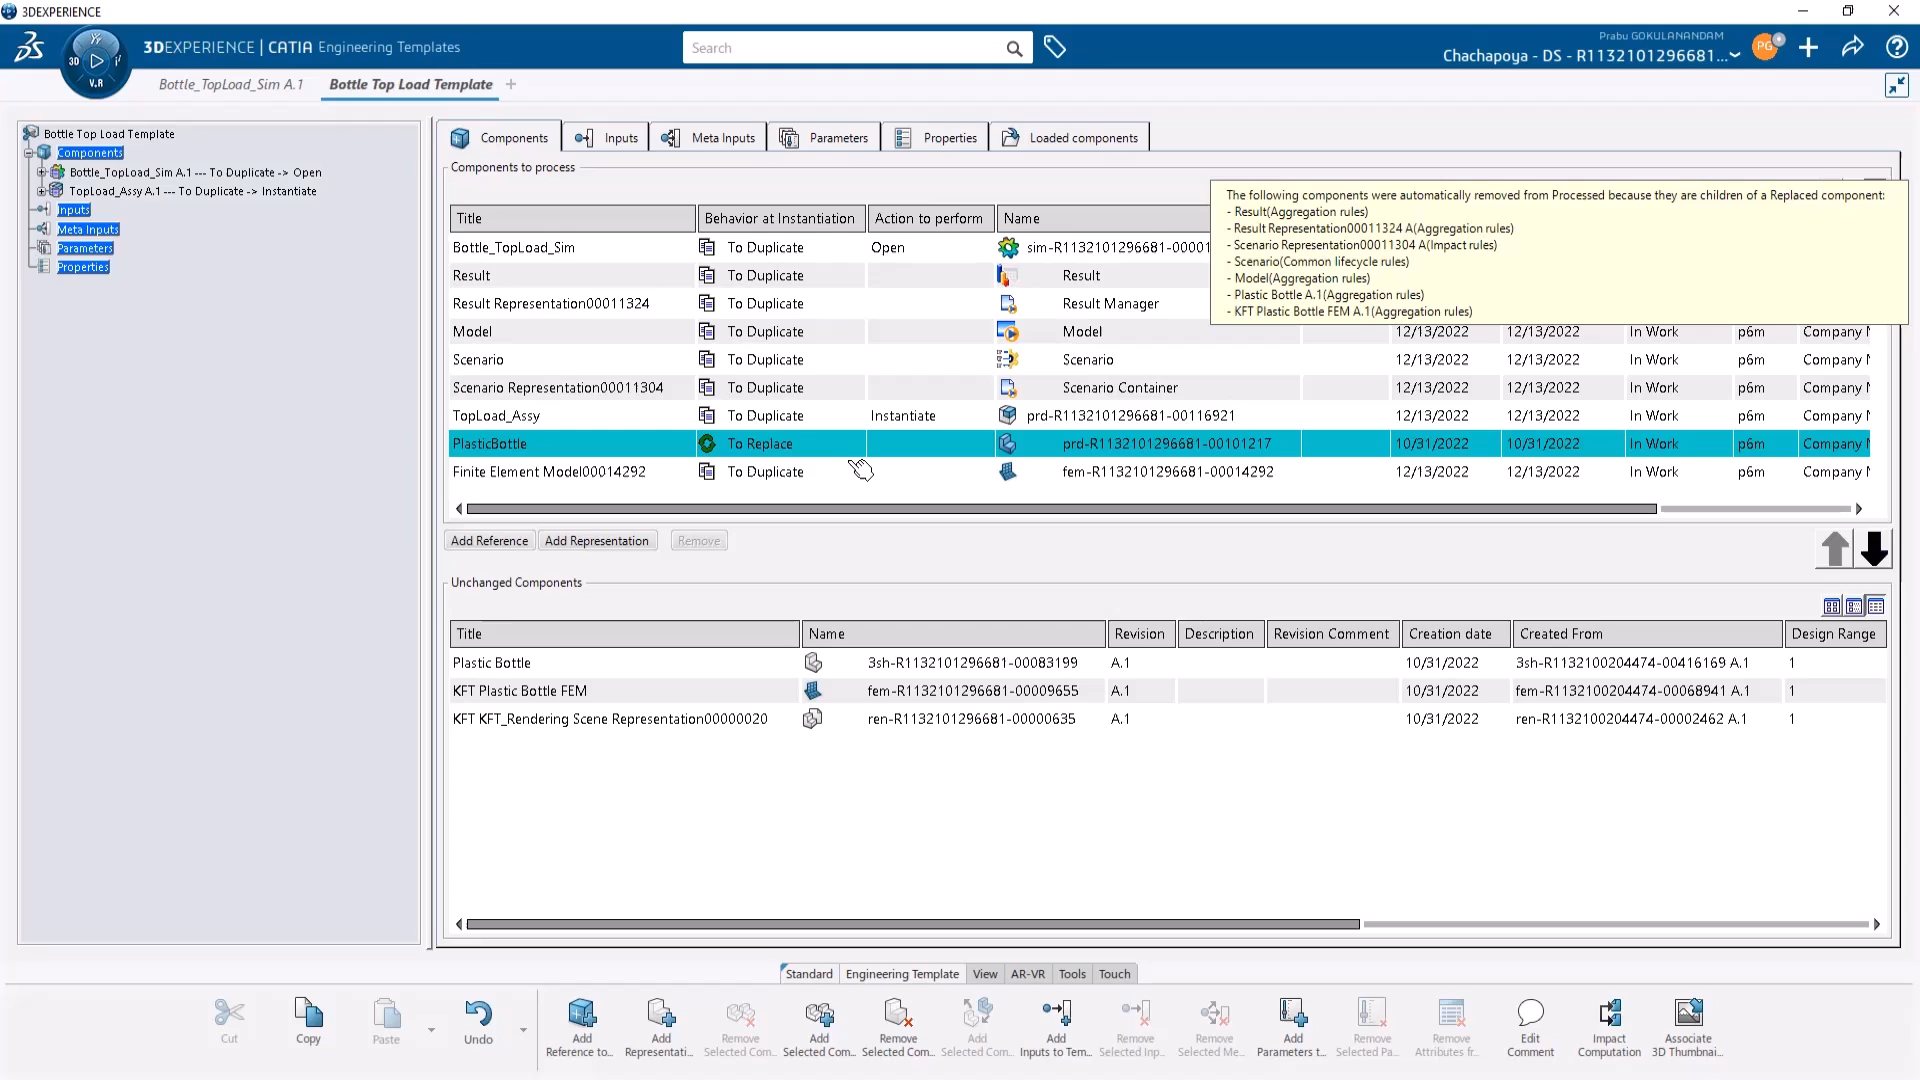 3DEXPERIENCE
3DEXPERIENCE | CATIA Engineering Templates
Search
Prabu GOKULANANDAM
Chachapoya - DS - R1132101296681...
PG
3D
V.R
Bottle_TopLoad_Sim A.1
Bottle Top Load Template
Bottle Top Load Template
Components
Bottle_TopLoad_Sim A.1 --- To Duplicate -> Open
TopLoad_Assy A.1 --- To Duplicate -> Instantiate
Inputs
Meta Inputs
Parameters
Properties
Components Inputs Meta Inputs Parameters Properties Loaded components
Components to process
The following components were automatically removed from Processed because they are children of a Replaced component:
- Result(Aggregation rules)
- Result Representation00011324 A(Aggregation rules)
- Scenario Representation00011304 A(Impact rules)
- Scenario(Common lifecycle rules)
- Model(Aggregation rules)
- Plastic Bottle A.1(Aggregation rules)
- KFT Plastic Bottle FEM A.1(Aggregation rules)
Title Behavior at Instantiation Action to perform Name
Bottle_TopLoad_Sim To Duplicate Open sim-R1132101296681-00001
Result To Duplicate Result
Result Representation00011324 To Duplicate Result Manager
Model To Duplicate Model 12/13/2022 12/13/2022 In Work p6m Company
Scenario To Duplicate Scenario 12/13/2022 12/13/2022 In Work p6m Company
Scenario Representation00011304 To Duplicate Scenario Container 12/13/2022 12/13/2022 In Work p6m Company
TopLoad_Assy To Duplicate Instantiate prd-R1132101296681-00116921 12/13/2022 12/13/2022 In Work p6m Company
PlasticBottle To Replace prd-R1132101296681-00101217 10/31/2022 10/31/2022 In Work p6m Company
Finite Element Model00014292 To Duplicate fem-R1132101296681-00014292 12/13/2022 12/13/2022 In Work p6m Company
Add Reference Add Representation Remove
Unchanged Components
Title Name Revision Description Revision Comment Creation date Created From Design Range
Plastic Bottle 3sh-R1132101296681-00083199 A.1 10/31/2022 3sh-R1132100204474-00416169 A.1 1
KFT Plastic Bottle FEM fem-R1132101296681-00009655 A.1 10/31/2022 fem-R1132100204474-00068941 A.1 1
KFT KFT_Rendering Scene Representation00000020 ren-R1132101296681-00000635 A.1 10/31/2022 ren-R1132100204474-00002462 A.1 1
Standard Engineering Template View AR-VR Tools Touch
Cut
Copy
Paste
Undo
Add
Reference to...
Add
Representati...
Remove
Selected Com...
Add
Selected Com...
Remove
Selected Com...
Add
Selected Com...
Add
Inputs to Tem...
Remove
Selected Inp...
Remove
Selected Me...
Add
Parameters t...
Remove
Selected Pa...
Remove
Attributes fr...
Edit
Comment
Impact
Computation
Associate
3D Thumbnai...